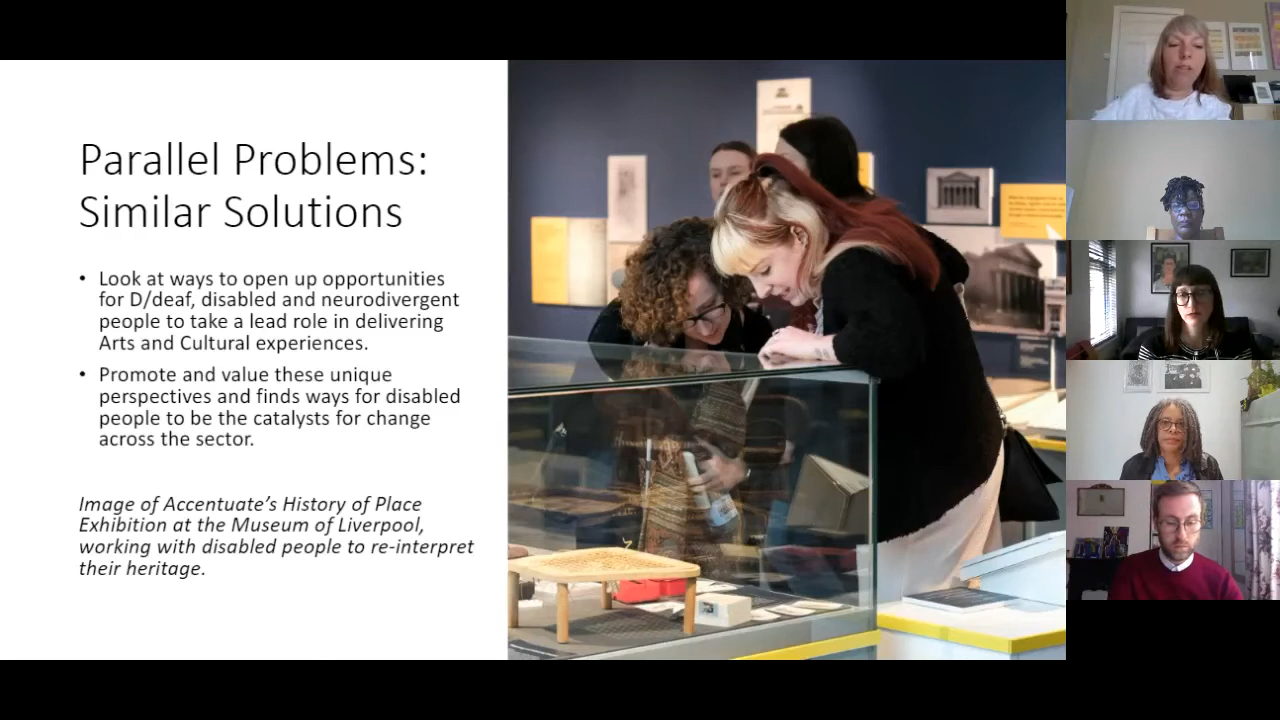 Parallel Problems:
Similar Solutions
• Look at ways to open up opportunities
for D/deaf, disabled and neurodivergent
people to take a lead role in delivering
Arts and Cultural experiences.
• Promote and value these unique
perspectives and finds ways for disabled
people to be the catalysts for change
across the sector.
Image of Accentuate’s History of Place
Exhibition at the Museum of Liverpool,
working with disabled people to re-interpret
their heritage.